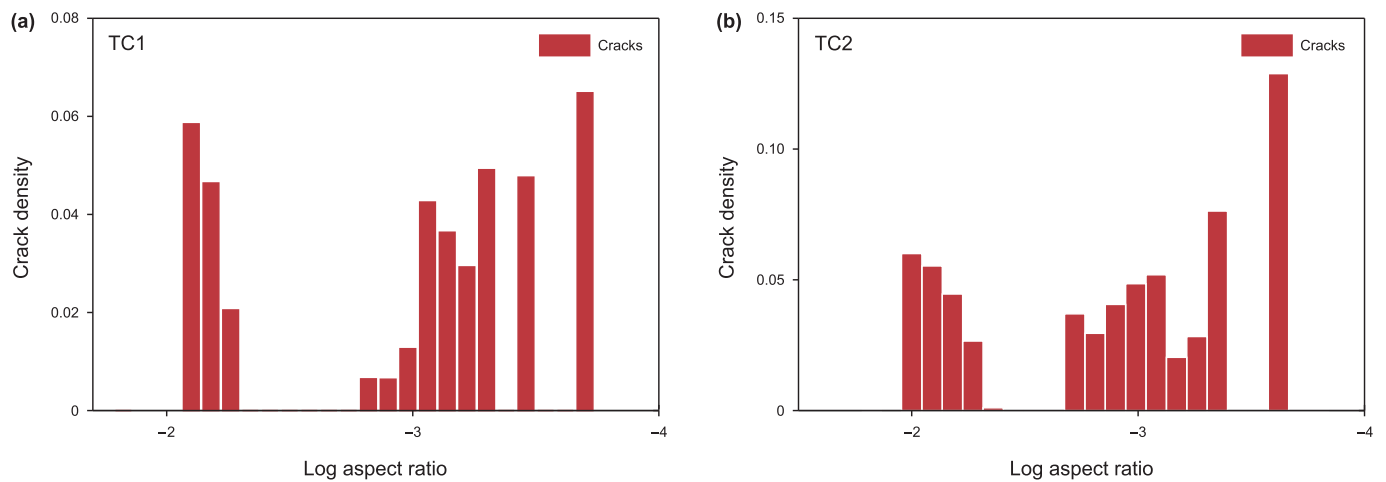 (a)
TC1
Cracks
Crack density
0.08
0.06
0.04
0.02
0
–2
–3
–4
Log aspect ratio
(b)
TC2
Cracks
Crack density
0.15
0.10
0.05
0
–2
–3
–4
Log aspect ratio